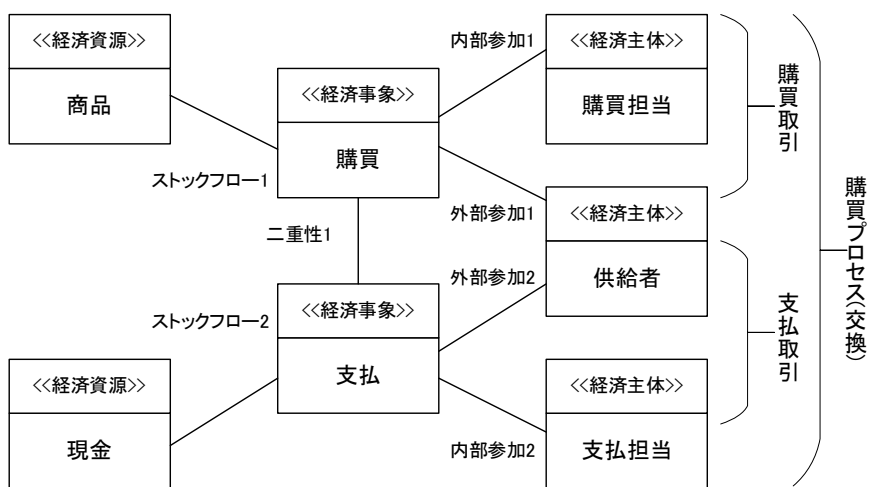 <<経済資源>>
商品
<<経済事象>>
購買
内部参加1
<<経済主体>>
購買担当
購買取引
ストックフロー1
二重性1
外部参加1
<<経済主体>>
供給者
外部参加2
購買プロセス(交換)
ストックフロー2
<<経済事象>>
支払
支払取引
<<経済資源>>
現金
内部参加2
<<経済主体>>
支払担当